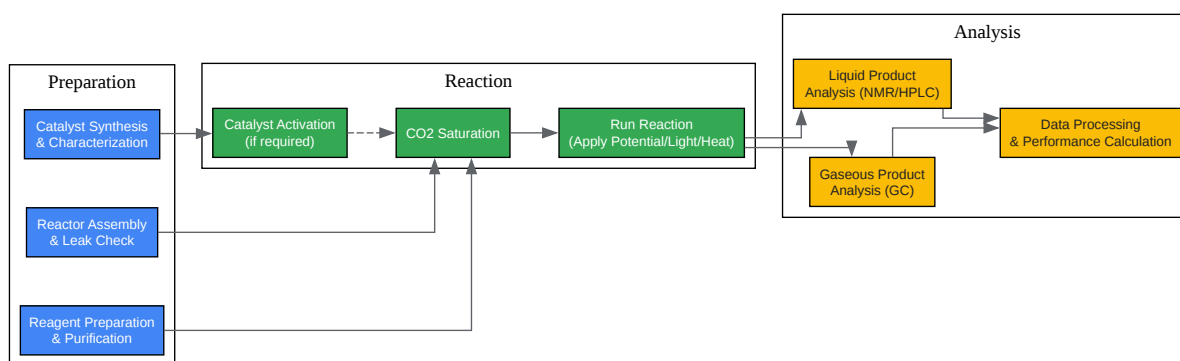 Preparation
Catalyst Synthesis
& Characterization
Reactor Assembly
& Leak Check
Reagent Preparation
& Purification
Reaction
Catalyst Activation
(if required)
CO2 Saturation
Run Reaction
(Apply Potential/Light/Heat)
Analysis
Liquid Product
Analysis (NMR/HPLC)
Gaseous Product
Analysis (GC)
Data Processing
& Performance Calculation